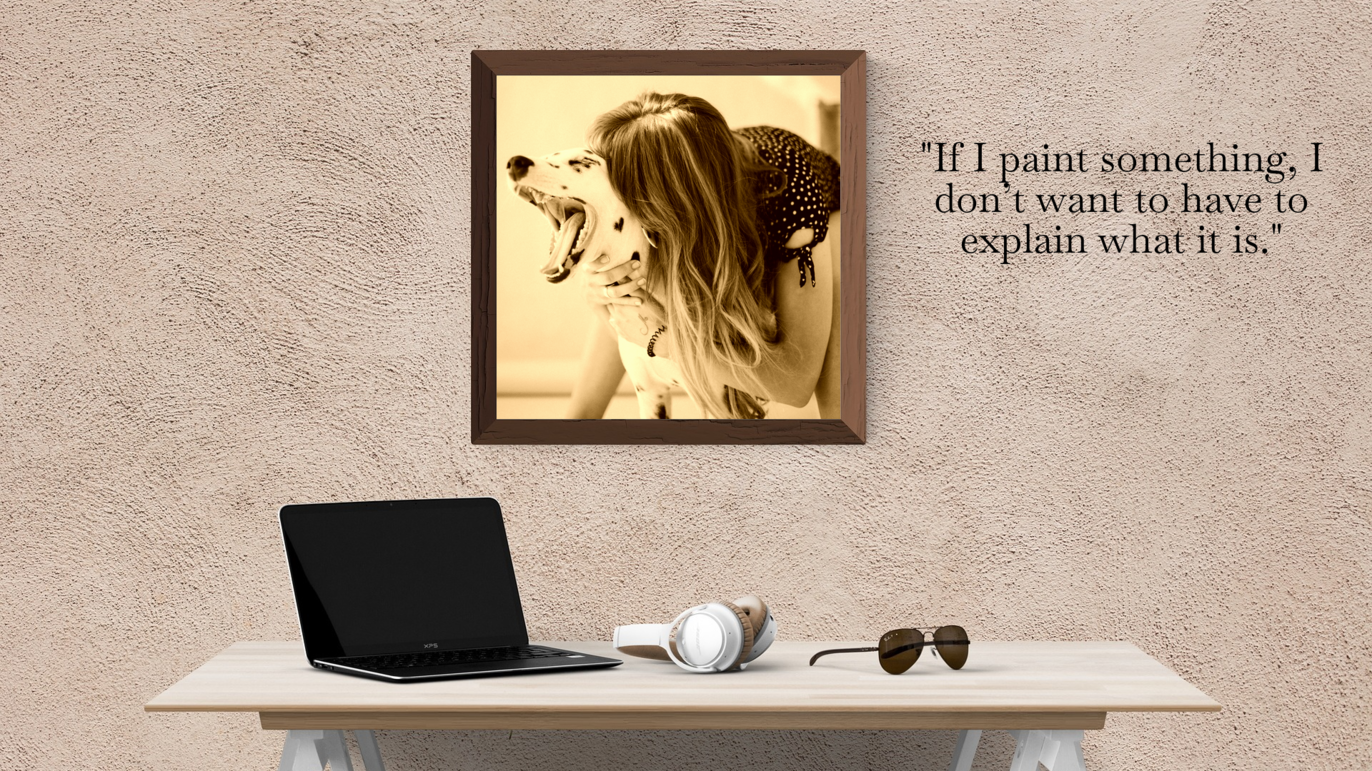 "If I paint something, I
don't want to have to
explain what it is."
XPS